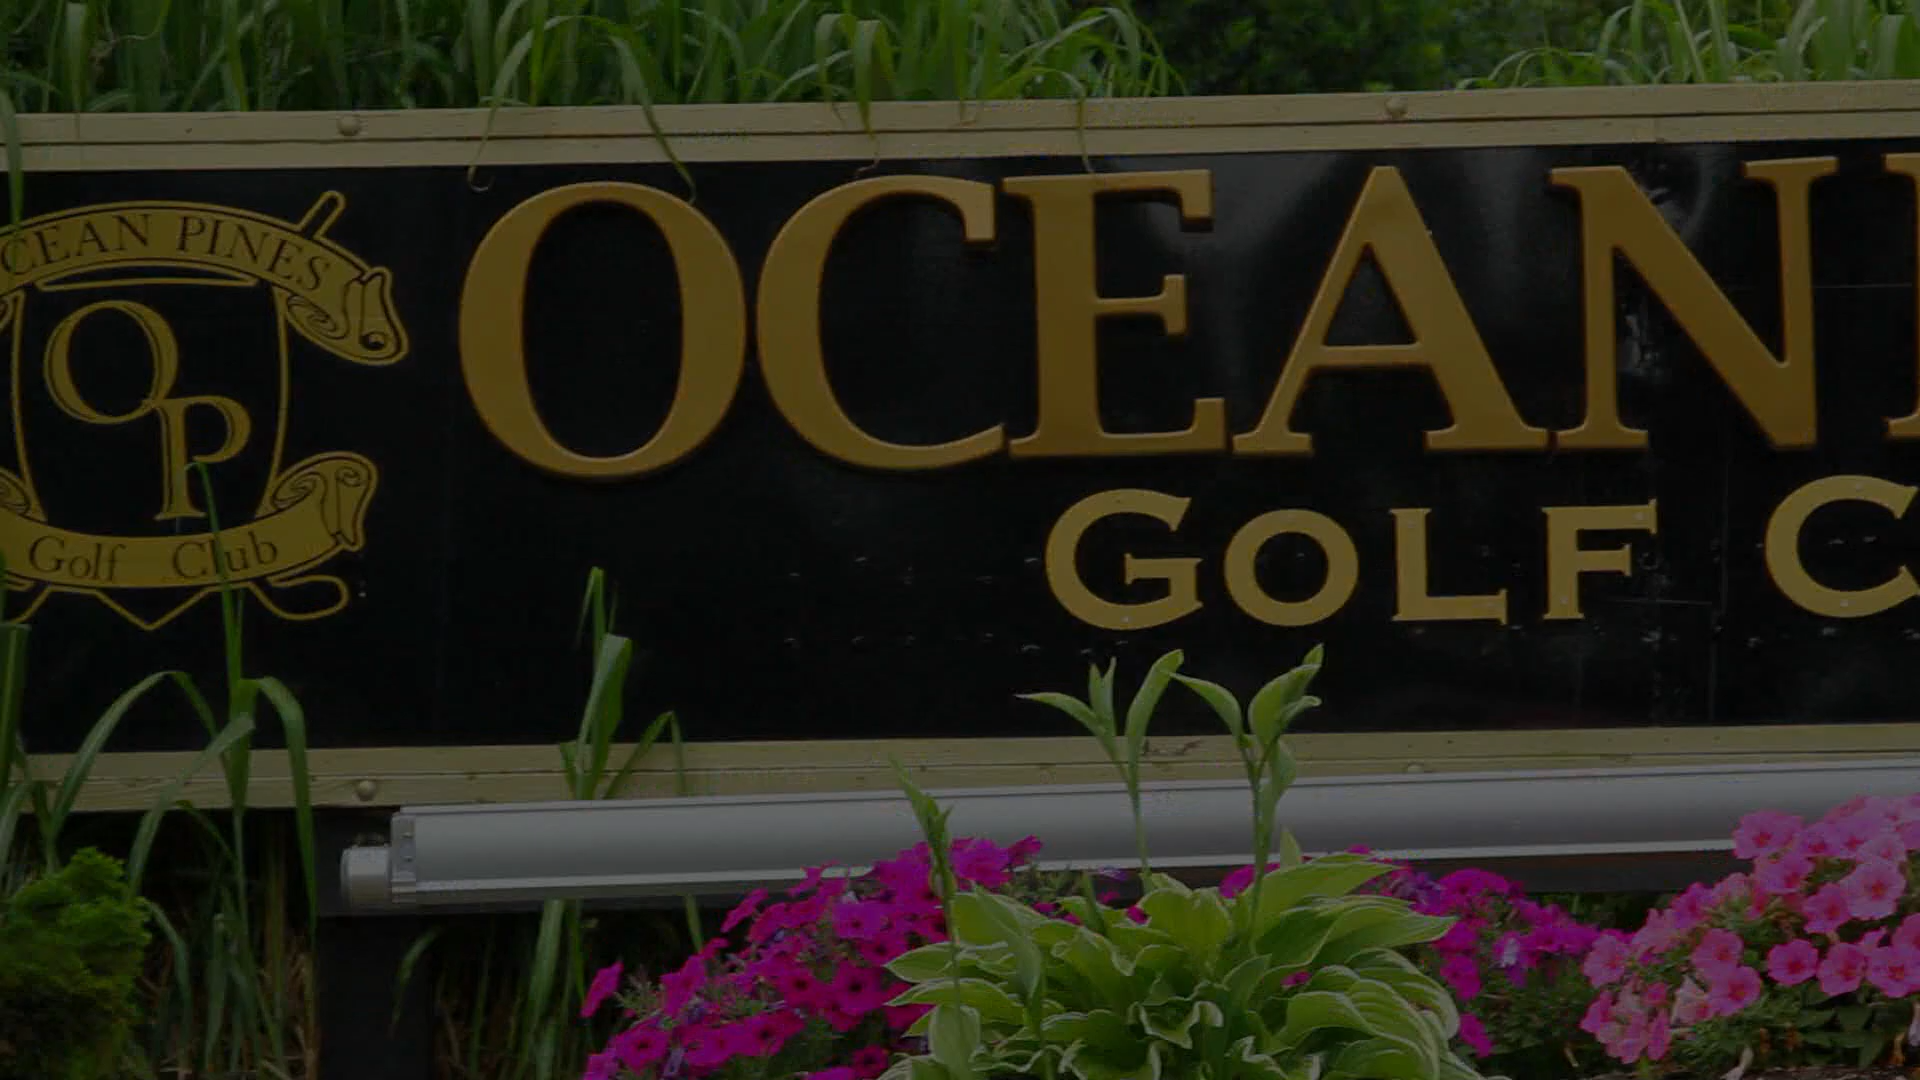 CEAN PINES
OP
Golf Club
OCEAN
GOLF C